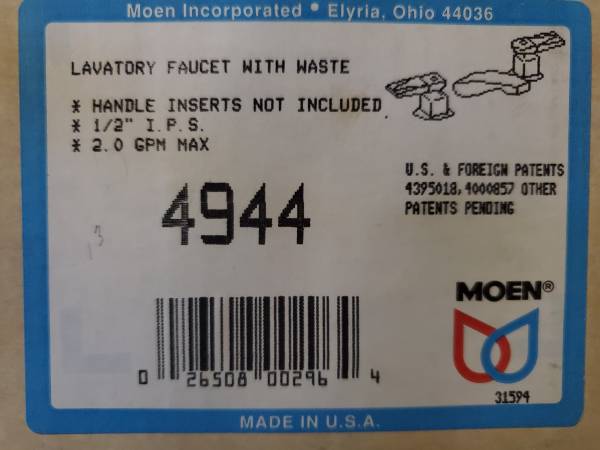 Moen Incorporated • Elyria, Ohio 44036
LAVATORY FAUCET WITH WASTE
* HANDLE INSERTS NOT INCLUDED
* 1/2" I.P.S.
* 2.0 GPM MAX
U.S. & FOREIGN PATENTS
4395018,4000857 OTHER
PATENTS PENDING
4944
13
MOEN®
0 26508 00296 4
31594
MADE IN U.S.A.